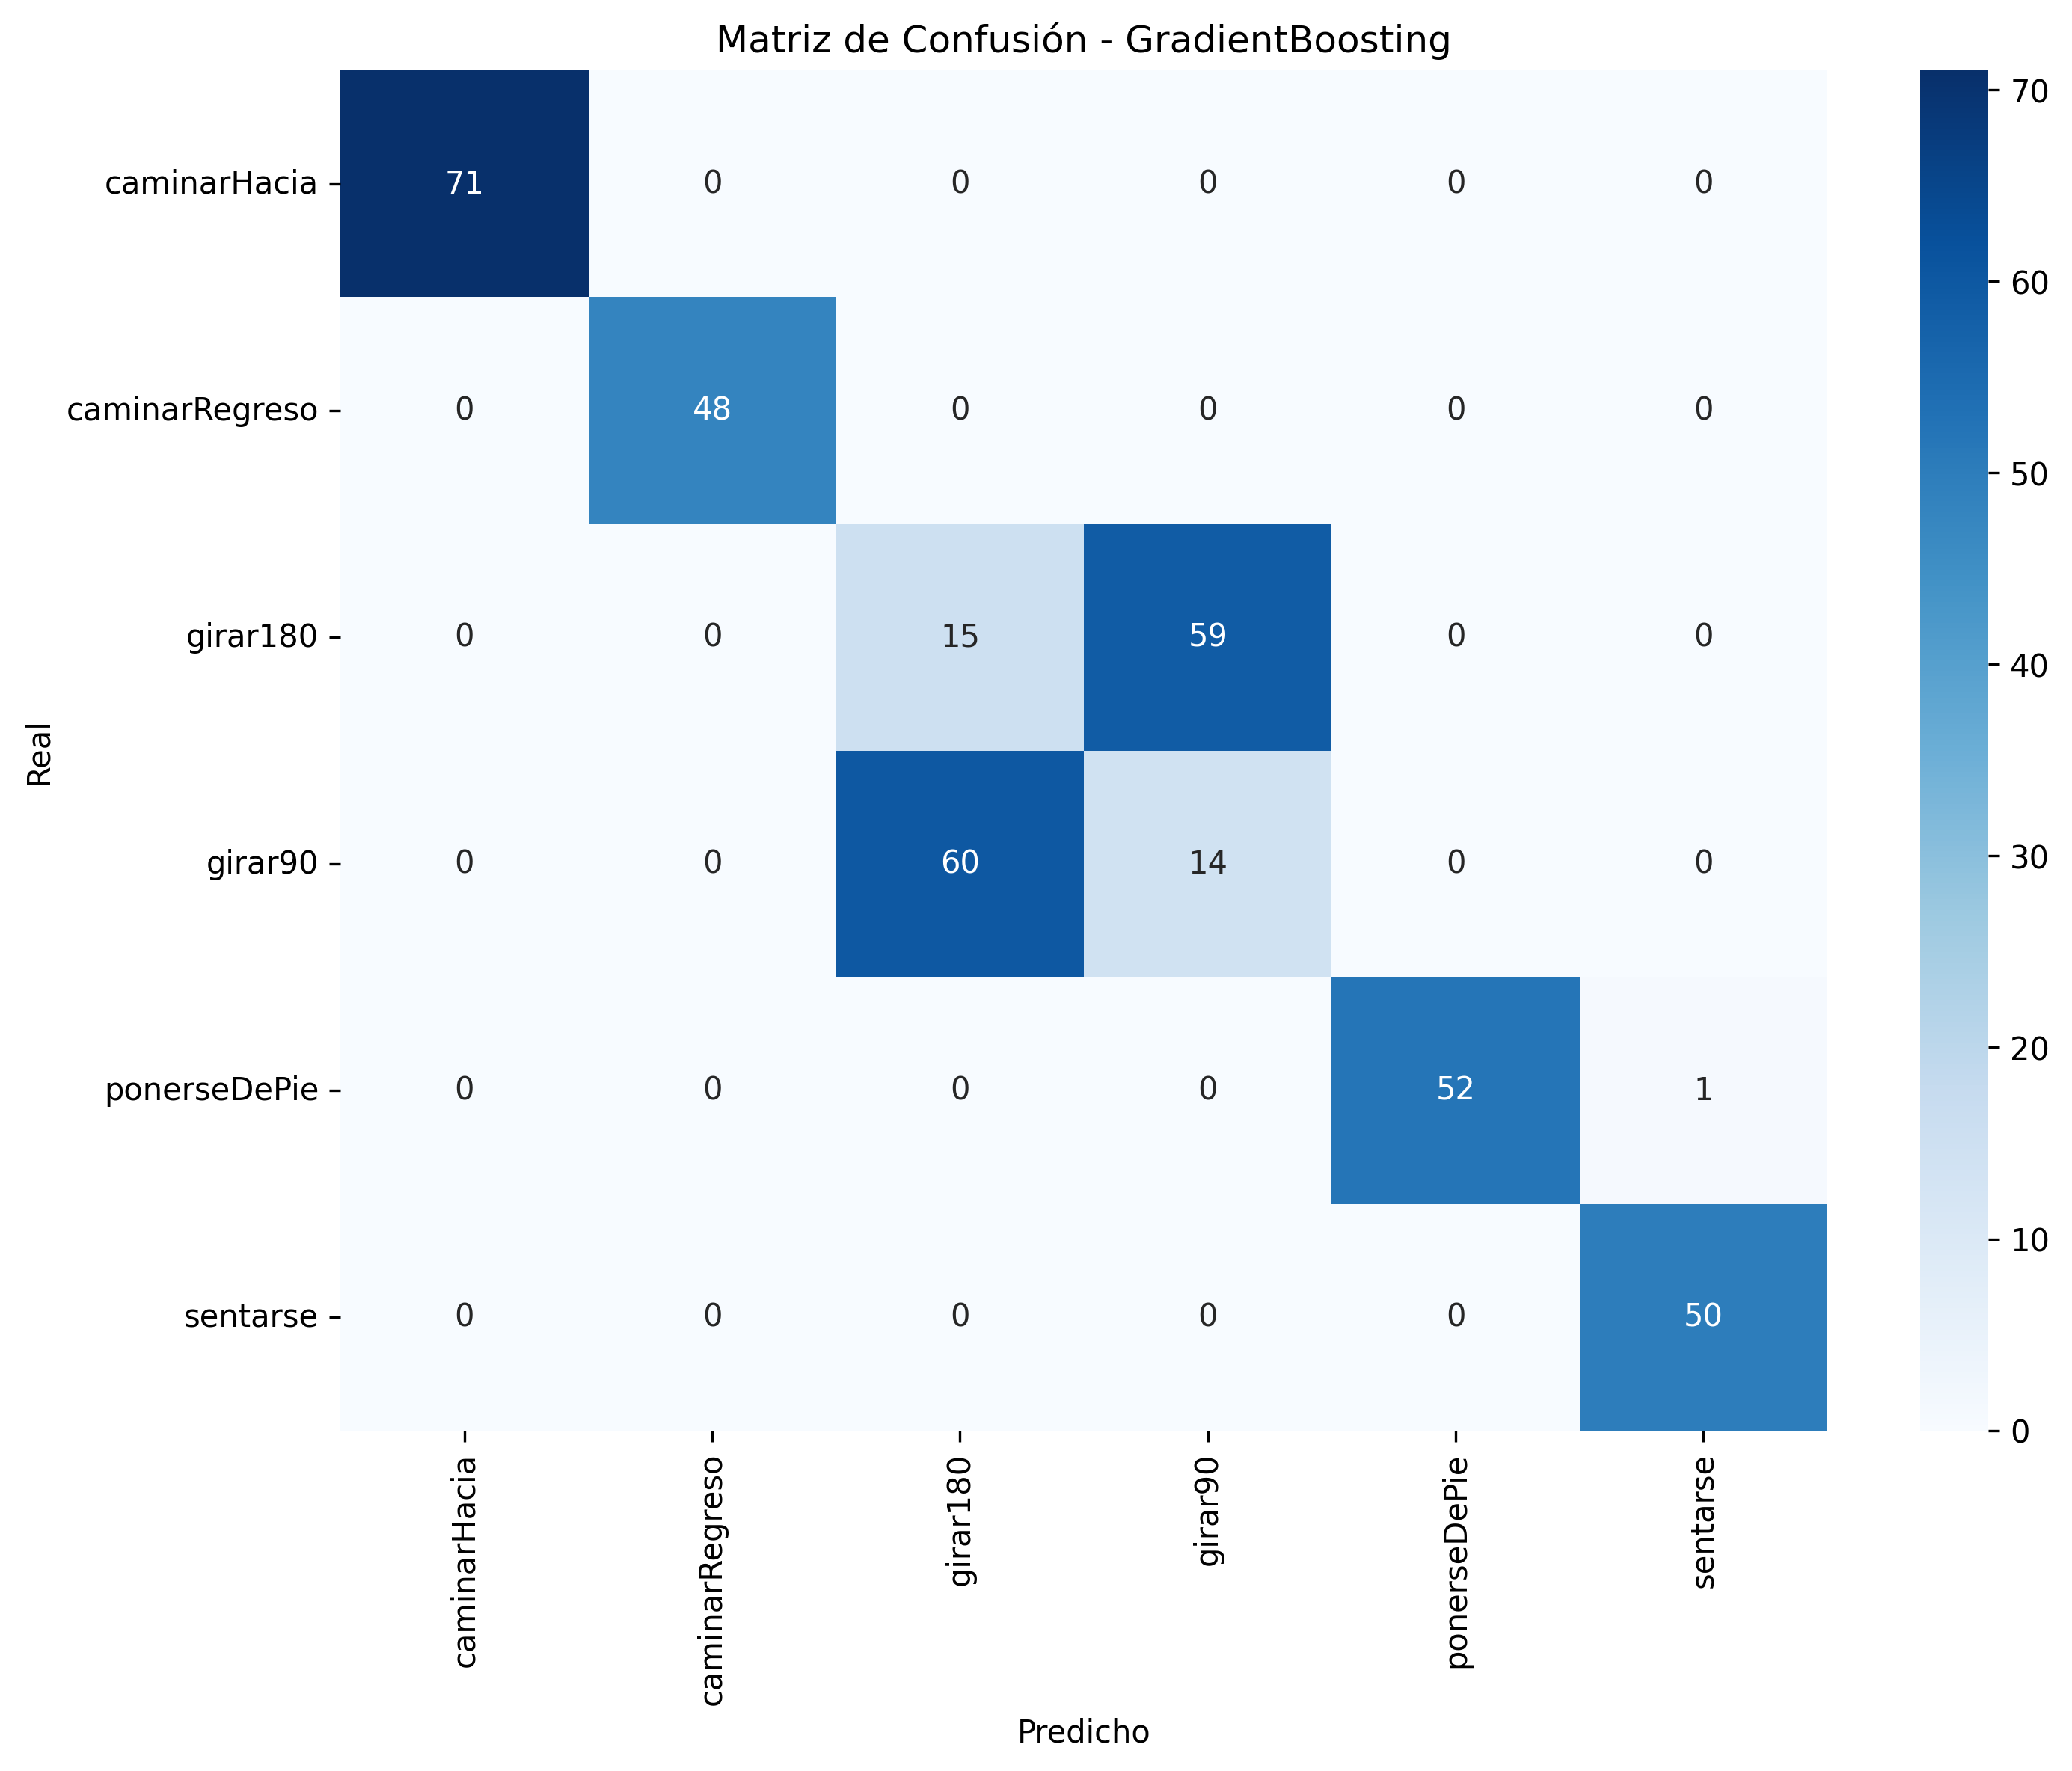 Matriz de Confusión - GradientBoosting
Real
caminarHacia 71 0 0 0 0 0
caminarRegreso 0 48 0 0 0 0
girar180 0 0 15 59 0 0
girar90 0 0 60 14 0 0
ponerseDePie 0 0 0 0 52 1
sentarse 0 0 0 0 0 50
caminarHacia caminarRegreso girar180 girar90 ponerseDePie sentarse
Predicho
70
60
50
40
30
20
10
0